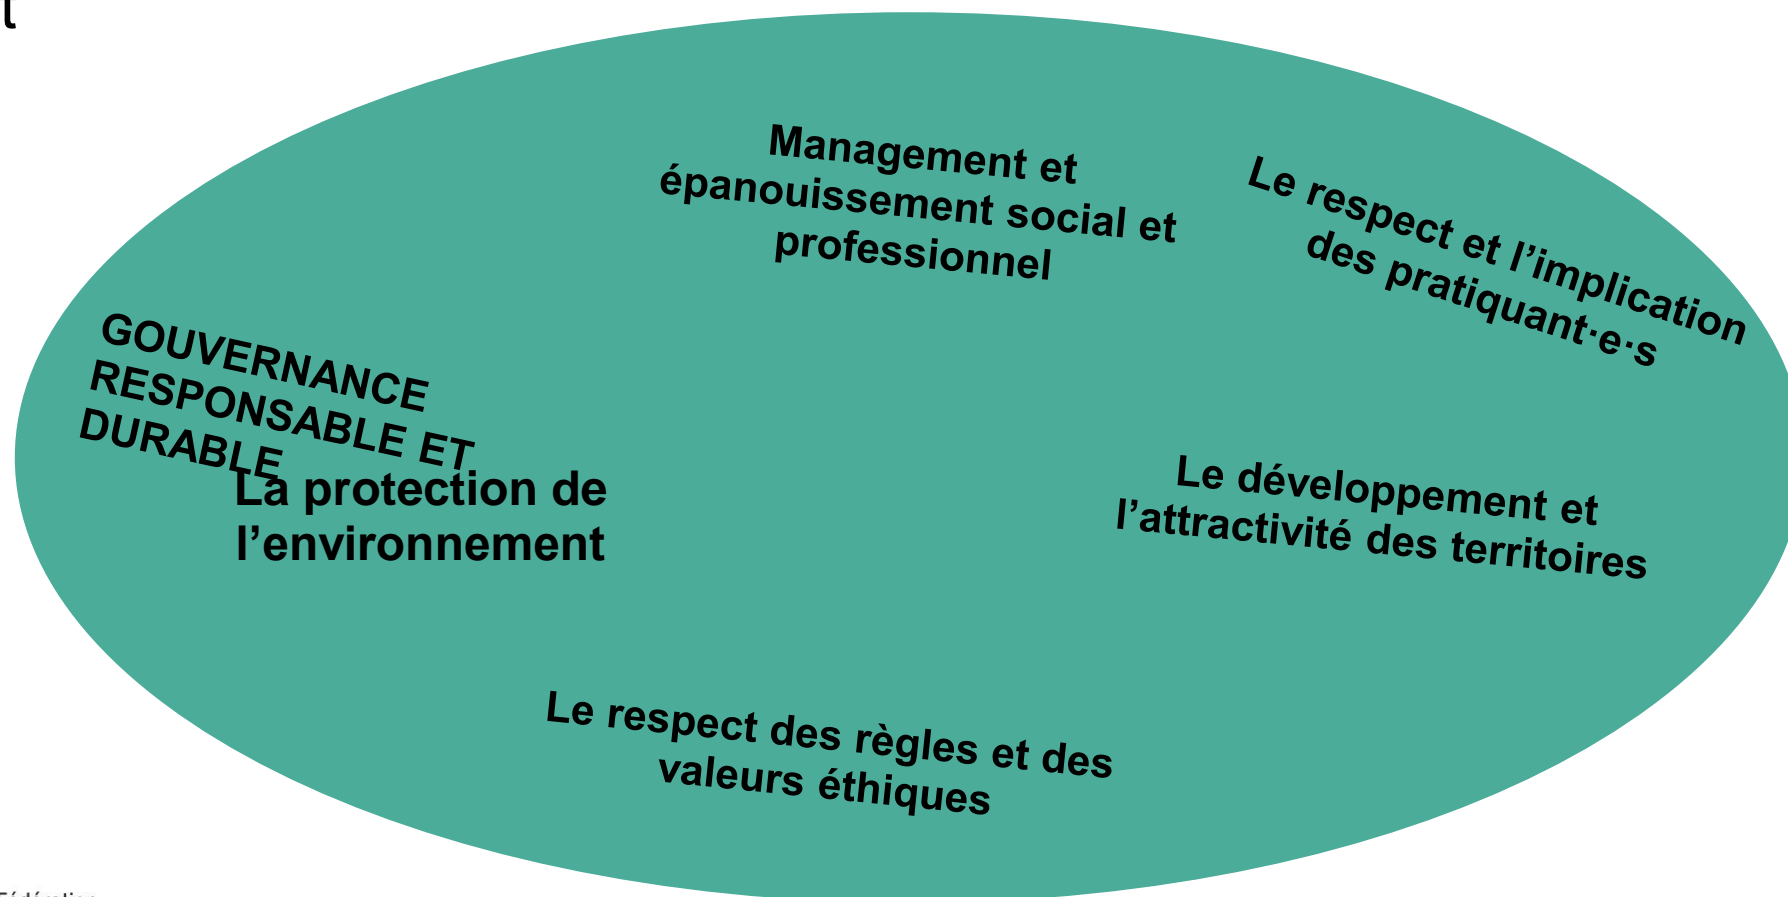 Management et
épanouissement social et
professionnel
Le respect et l’implication
des pratiquant·e·s
GOUVERNANCE
RESPONSABLE ET
DURABLE
La protection de
l’environnement
Le développement et
l’attractivité des territoires
Le respect des règles et des
valeurs éthiques